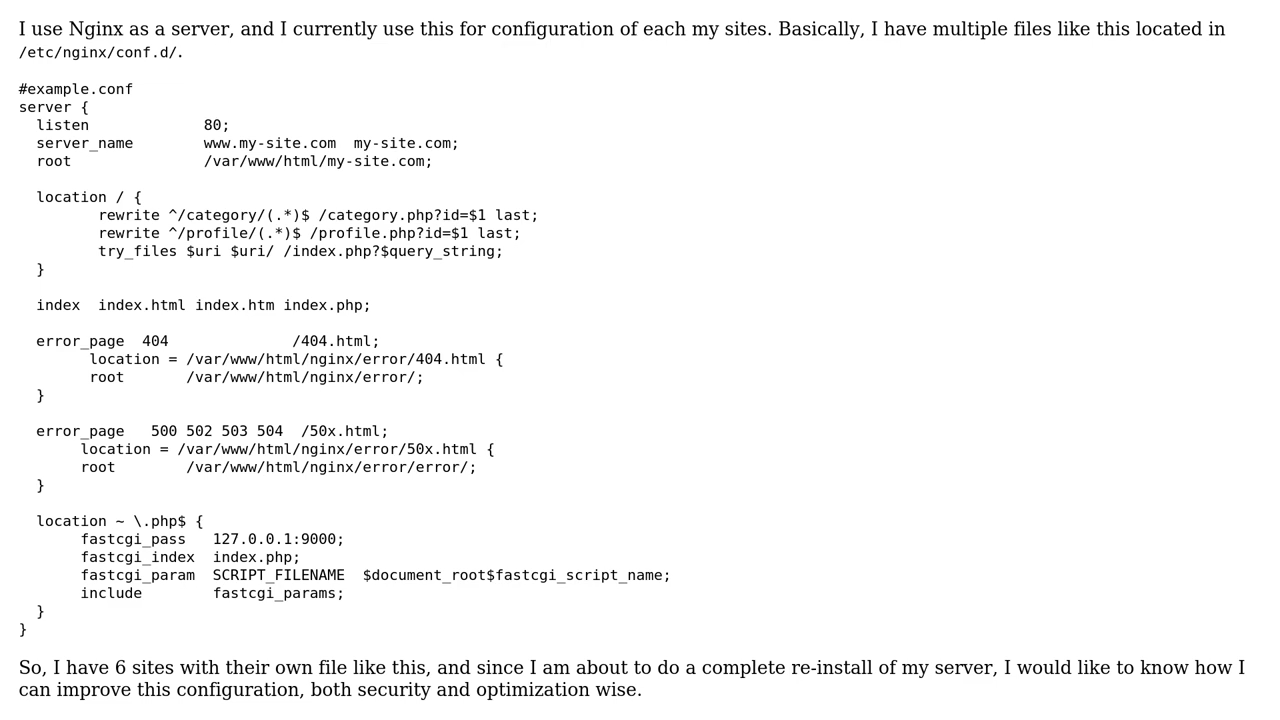 I use Nginx as a server, and I currently use this for configuration of each my sites. Basically, I have multiple files like this located in
/etc/nginx/conf.d/.
#example.conf
server {
  listen             80;
  server_name        www.my-site.com  my-site.com;
  root               /var/www/html/my-site.com;
  location / {
         rewrite ^/category/(.*)$ /category.php?id=$1 last;
         rewrite ^/profile/(.*)$ /profile.php?id=$1 last;
         try_files $uri $uri/ /index.php?$query_string;
  }
  index  index.html index.htm index.php;
  error_page  404              /404.html;
        location = /var/www/html/nginx/error/404.html {
        root       /var/www/html/nginx/error/;
  }
  error_page   500 502 503 504  /50x.html;
       location = /var/www/html/nginx/error/50x.html {
       root        /var/www/html/nginx/error/error/;
  }
  location ~ \.php$ {
       fastcgi_pass   127.0.0.1:9000;
       fastcgi_index  index.php;
       fastcgi_param  SCRIPT_FILENAME  $document_root$fastcgi_script_name;
       include        fastcgi_params;
  }
}
So, I have 6 sites with their own file like this, and since I am about to do a complete re-install of my server, I would like to know how I
can improve this configuration, both security and optimization wise.